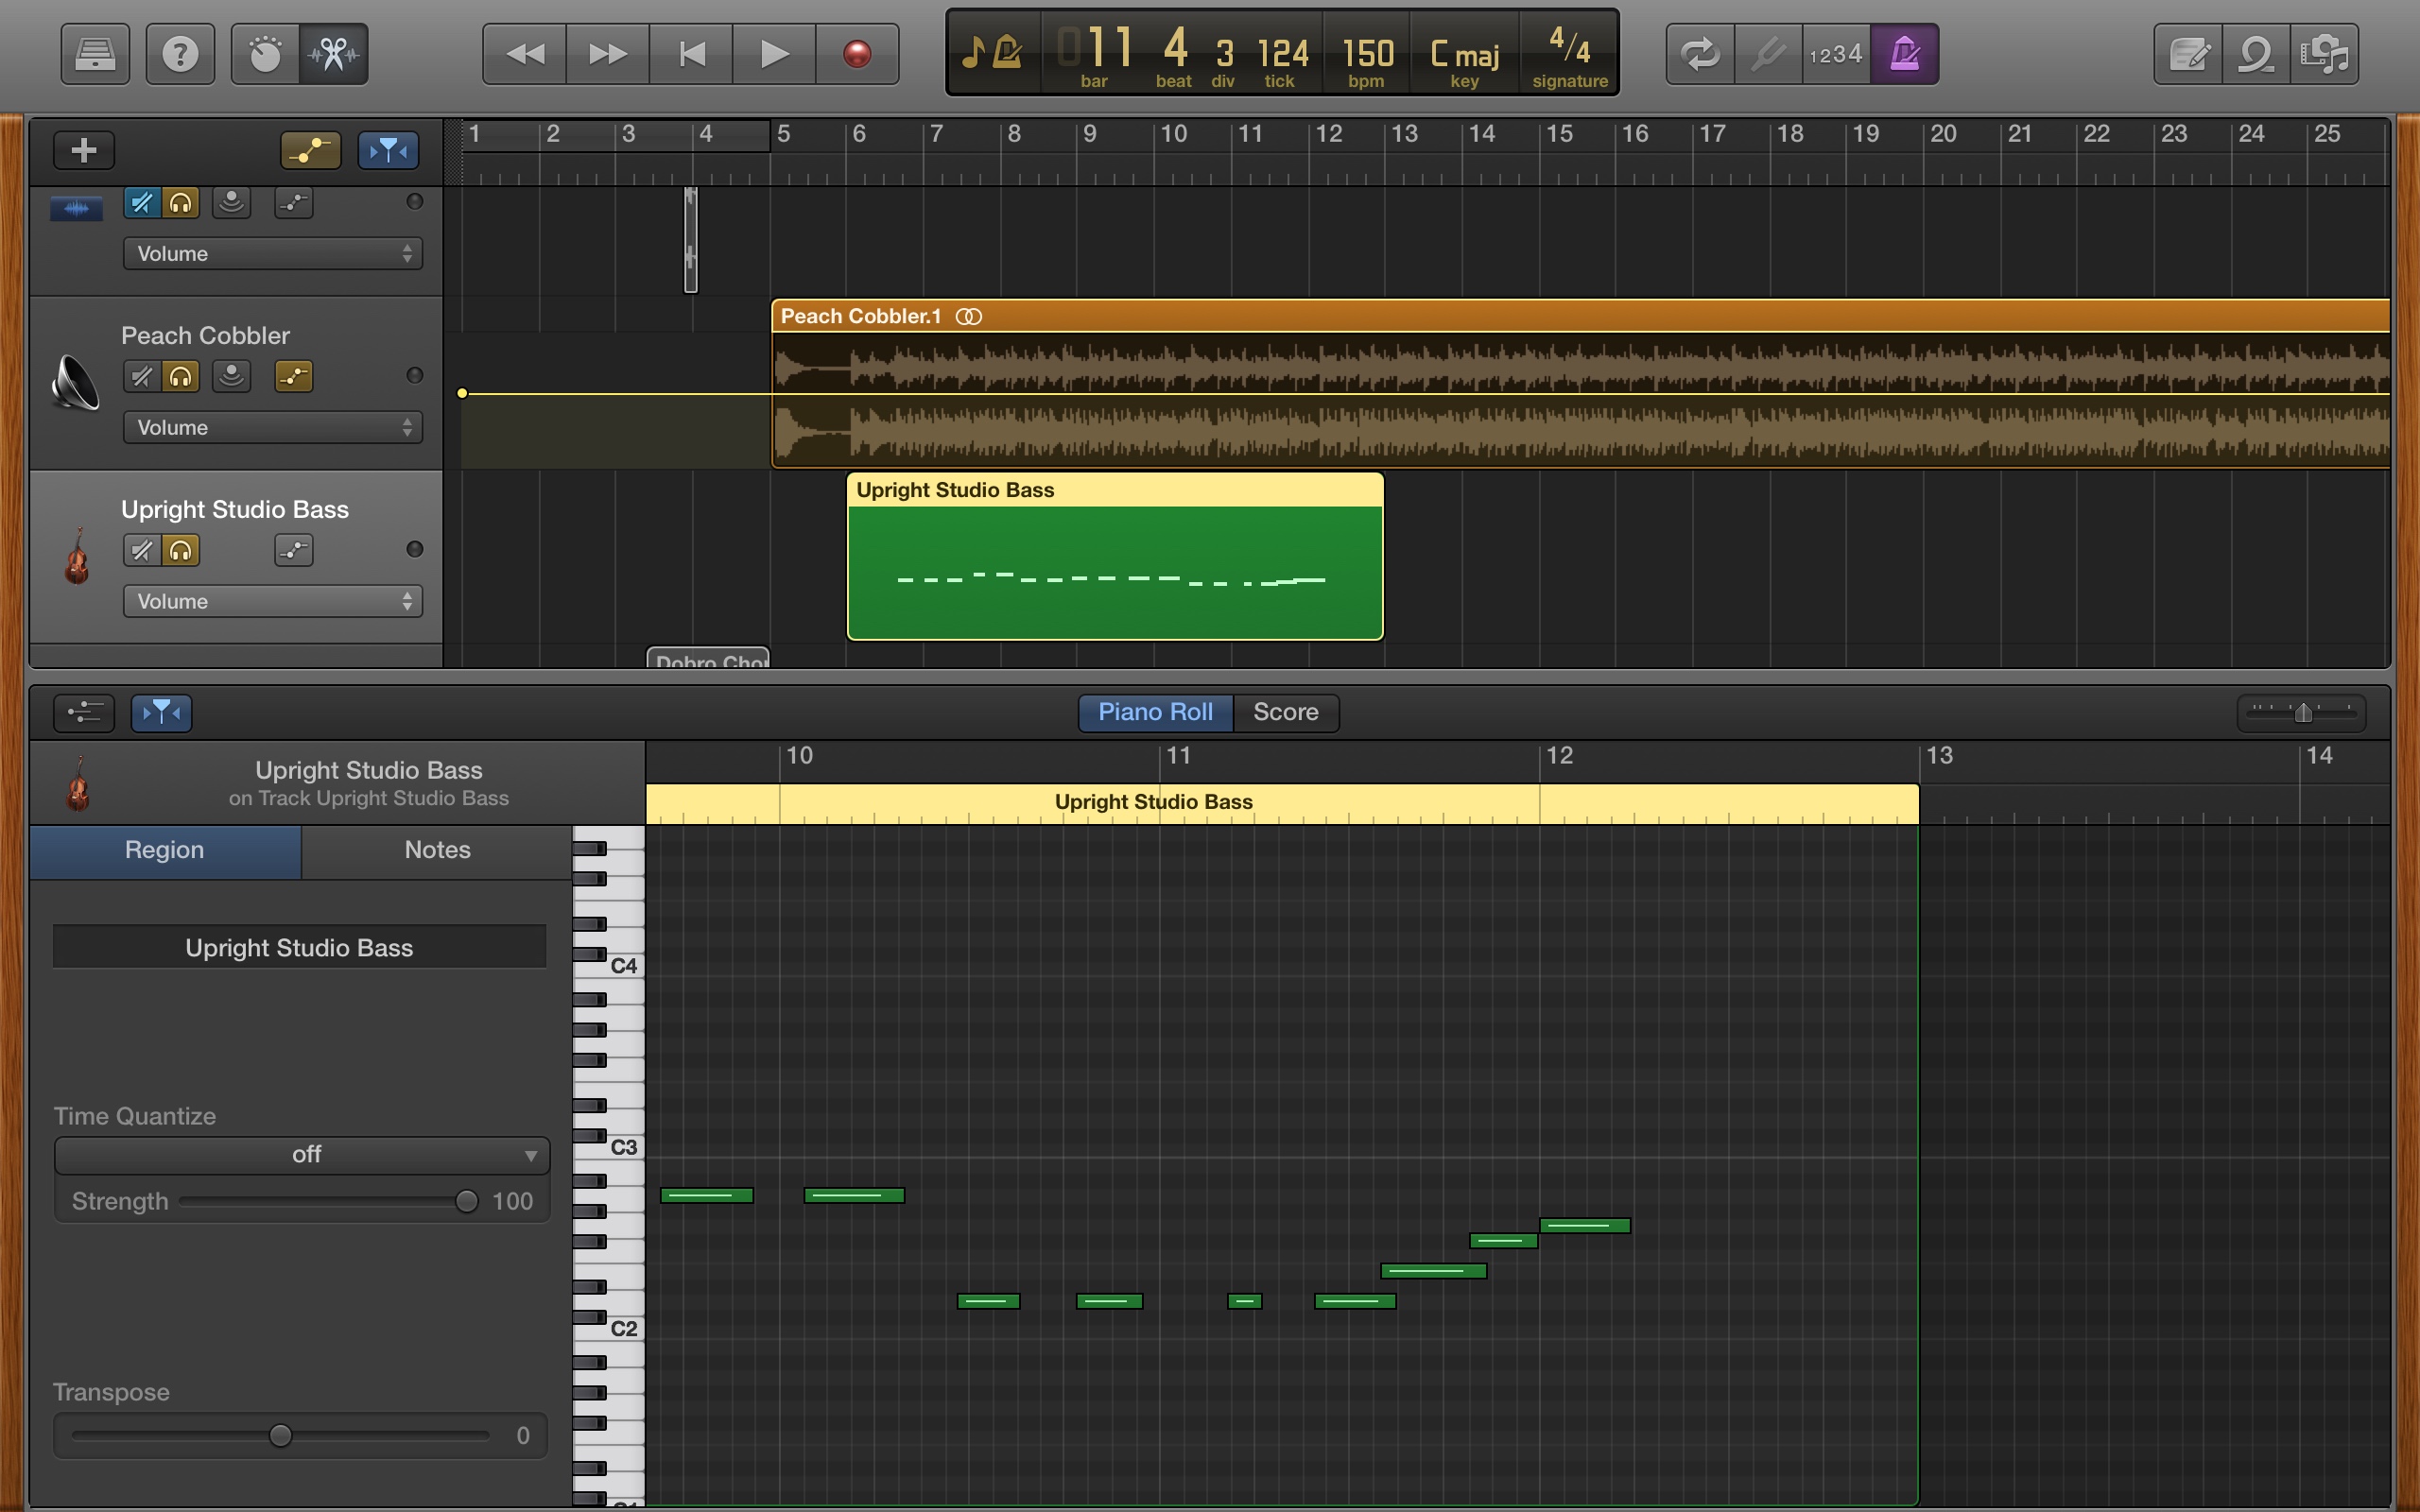 011 4 3 124 150 C maj 4/4
bar beat div tick bpm key signature
1234
1 2 3 4 5 6 7 8 9 10 11 12 13 14 15 16 17 18 19 20 21 22 23 24 25
Volume
Peach Cobbler
Volume
Peach Cobbler.1
Upright Studio Bass
Volume
Upright Studio Bass
Piano Roll Score
10 11 12 13 14
Upright Studio Bass
on Track Upright Studio Bass
Upright Studio Bass
Region Notes
Upright Studio Bass
C4
Time Quantize
off
C3
Strength 100
C2
Transpose
0